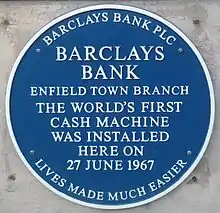 BARCLAYS BANK PLC
BARCLAYS
BANK
ENFIELD TOWN BRANCH
THE WORLD'S FIRST
CASH MACHINE
WAS INSTALLED
HERE ON
27 JUNE 1967
LIVES MADE MUCH EASIER